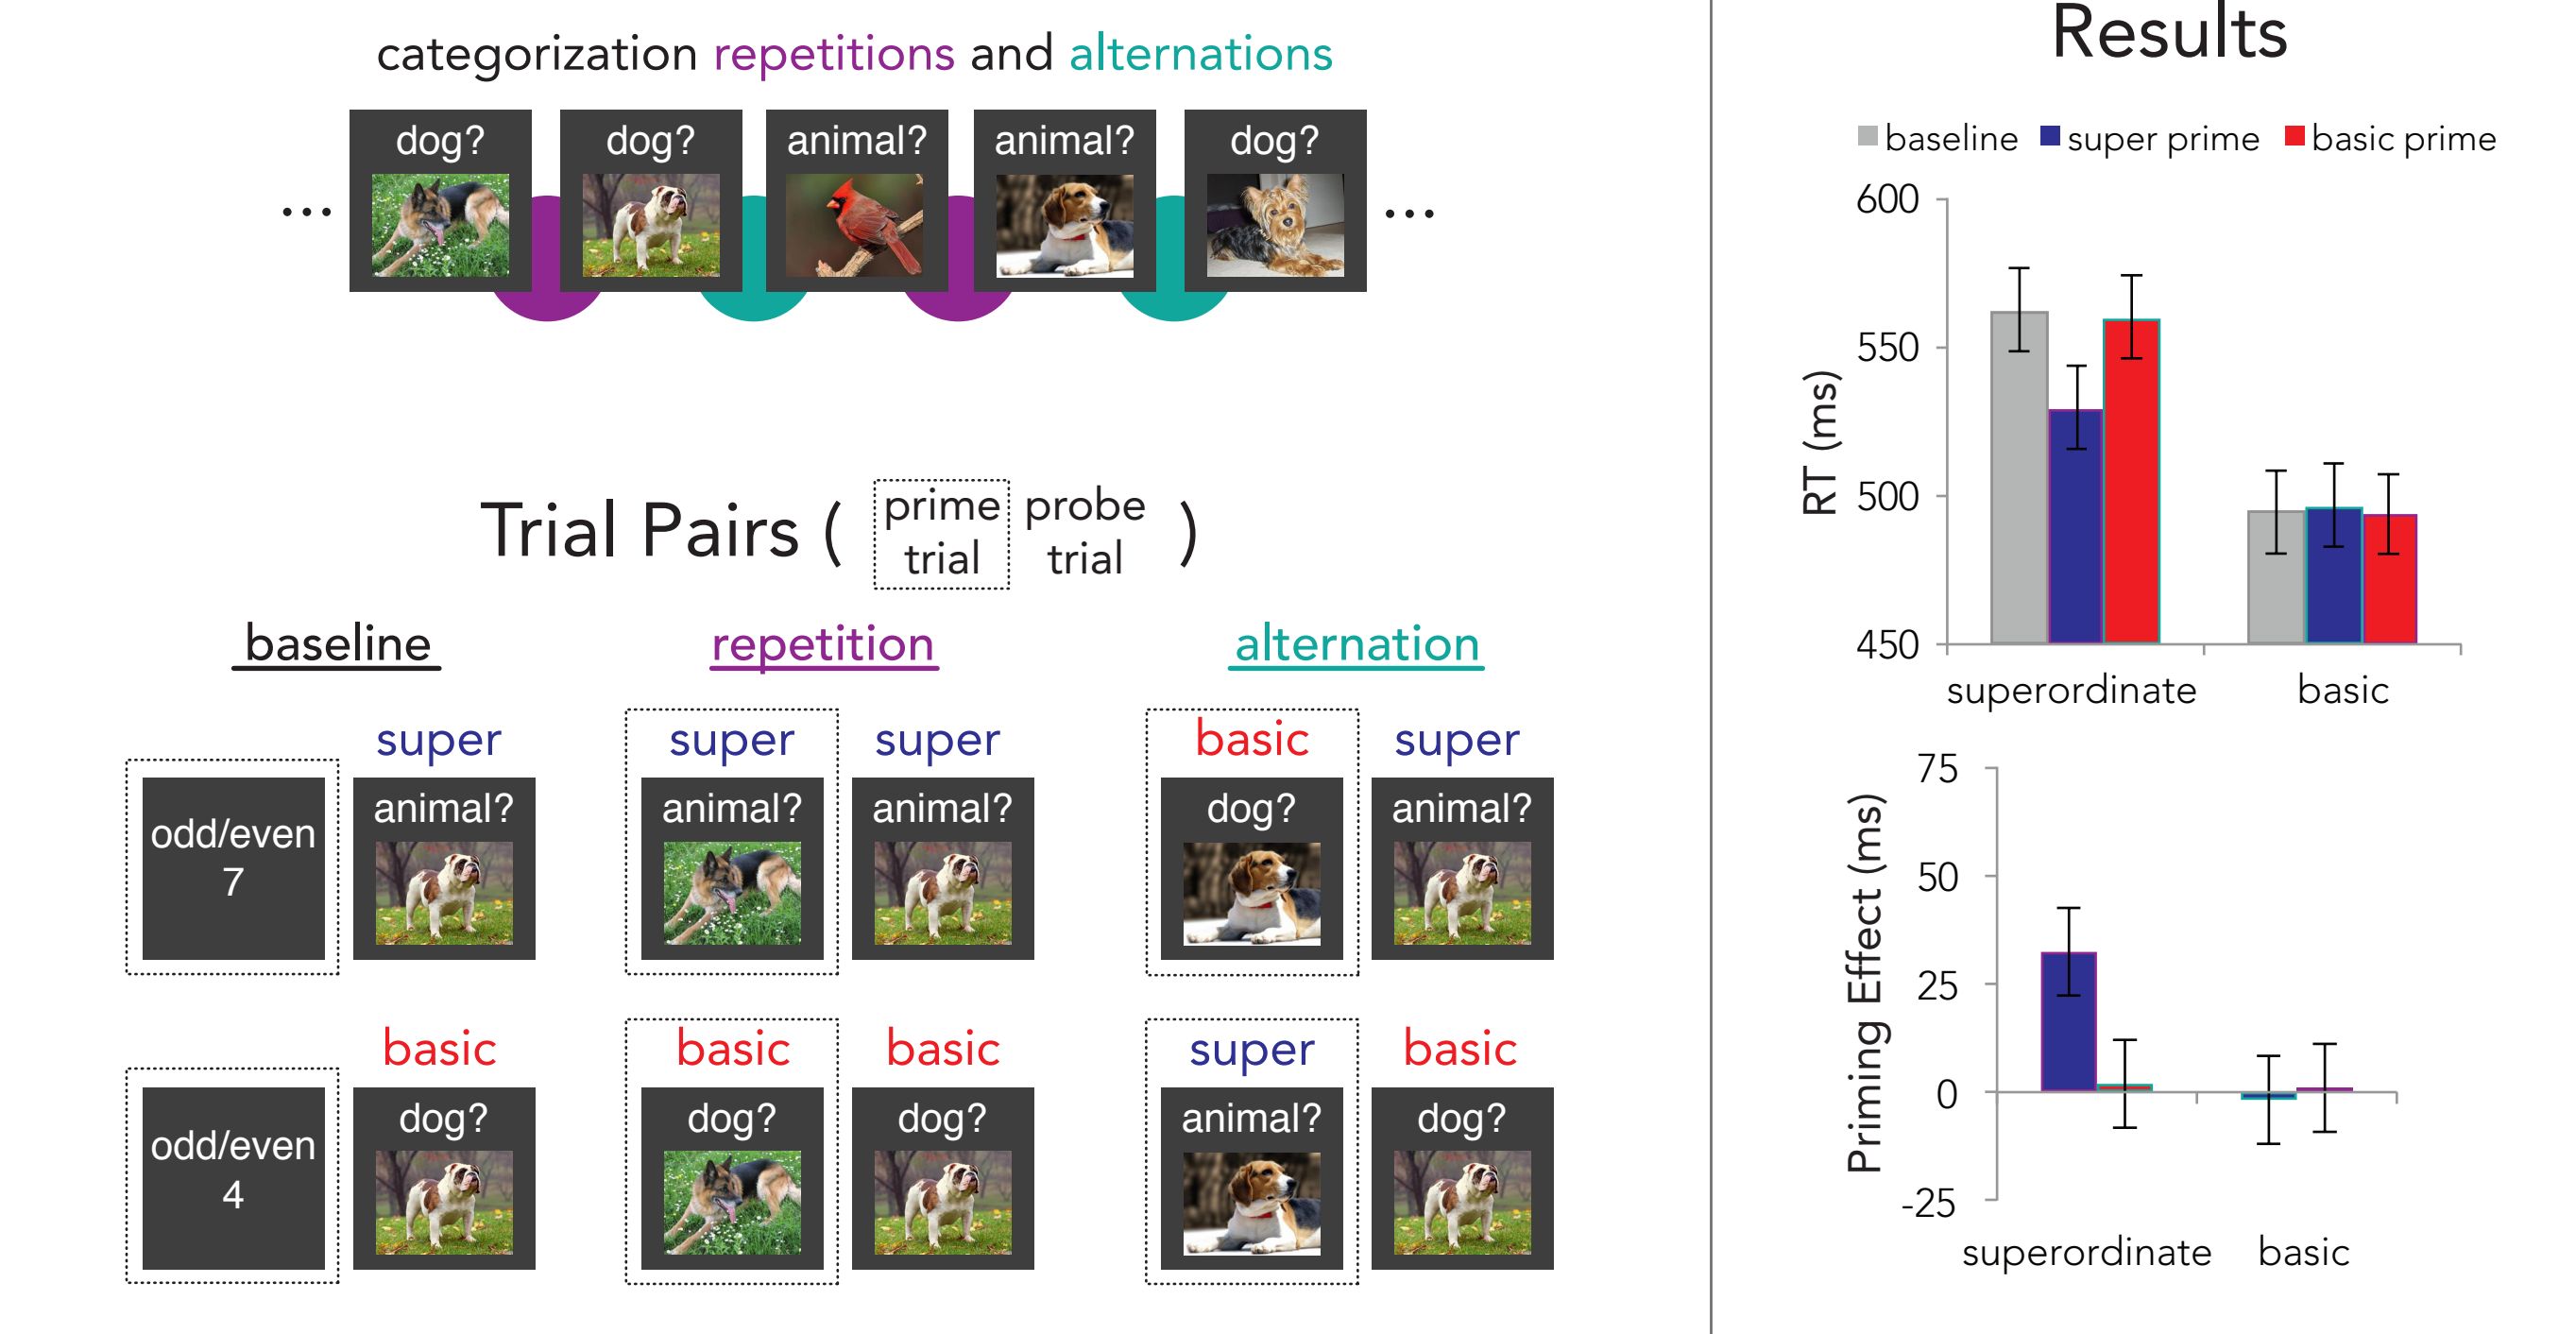 categorization repetitions and alternations
dog?
dog?
animal?
animal?
dog?
...
...
Trial Pairs ( prime trial probe trial )
baseline
repetition
alternation
super
super
super
basic
super
odd/even
7
animal?
animal?
animal?
dog?
animal?
basic
basic
basic
super
basic
odd/even
4
dog?
dog?
dog?
animal?
dog?
Results
baseline
super prime
basic prime
RT (ms)
600
550
500
450
superordinate
basic
Priming Effect (ms)
75
50
25
0
-25
superordinate
basic